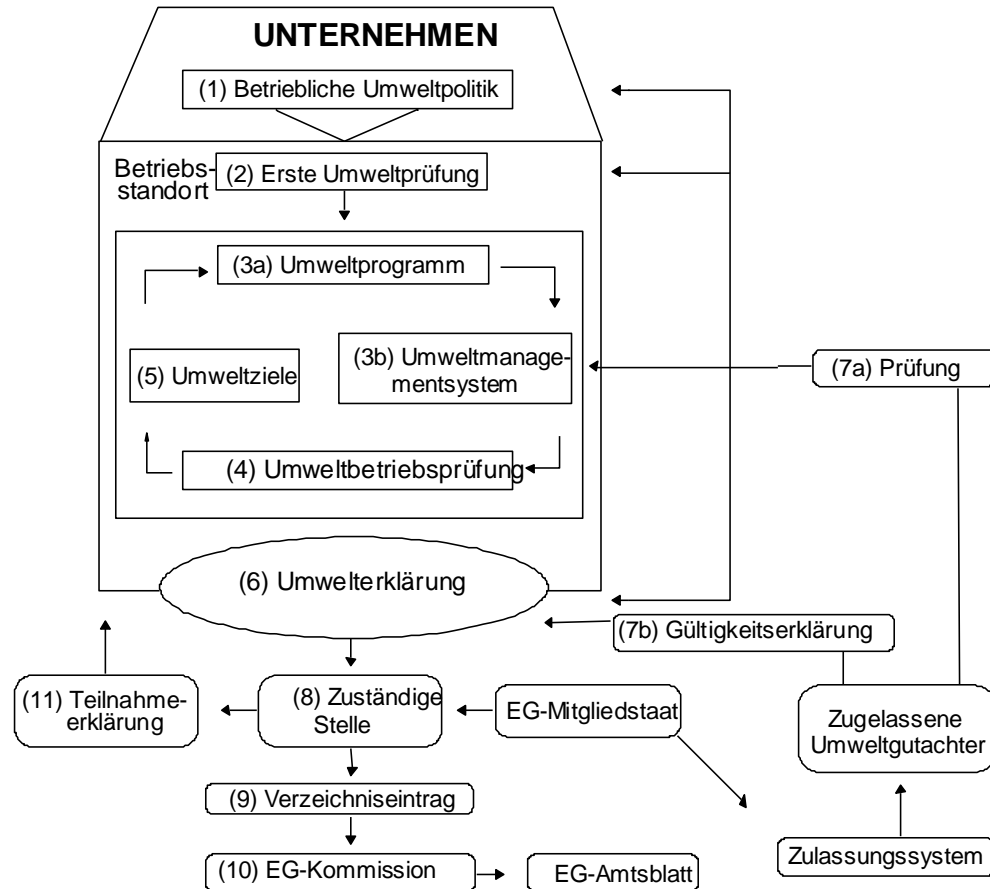 UNTERNEHMEN
(1) Betriebliche Umweltpolitik
Betriebs-
standort
(2) Erste Umweltprüfung
(3a) Umweltprogramm
(5) Umweltziele
(3b) Umweltmanage-
mentsystem
(7a) Prüfung
(4) Umweltbetriebsprüfung
(6) Umwelterklärung
(7b) Gültigkeitserklärung
(11) Teilnahme-
erklärung
(8) Zuständige
Stelle
EG-Mitgliedstaat
Zugelassene
Umweltgutachter
(9) Verzeichniseintrag
(10) EG-Kommission
EG-Amtsblatt
Zulassungssystem